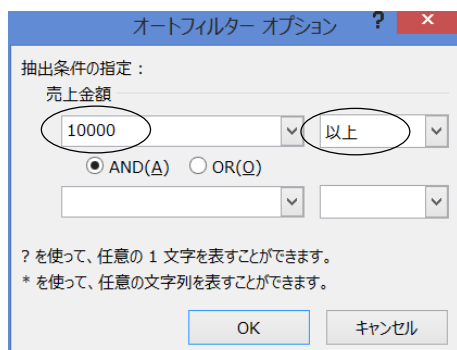 オートフィルター オプション ? ×
抽出条件の指定：
売上金額
10000 以上
AND(A) OR(O)
? を使って、任意の 1 文字を表すことができます。
* を使って、任意の文字列を表すことができます。
OK キャンセル